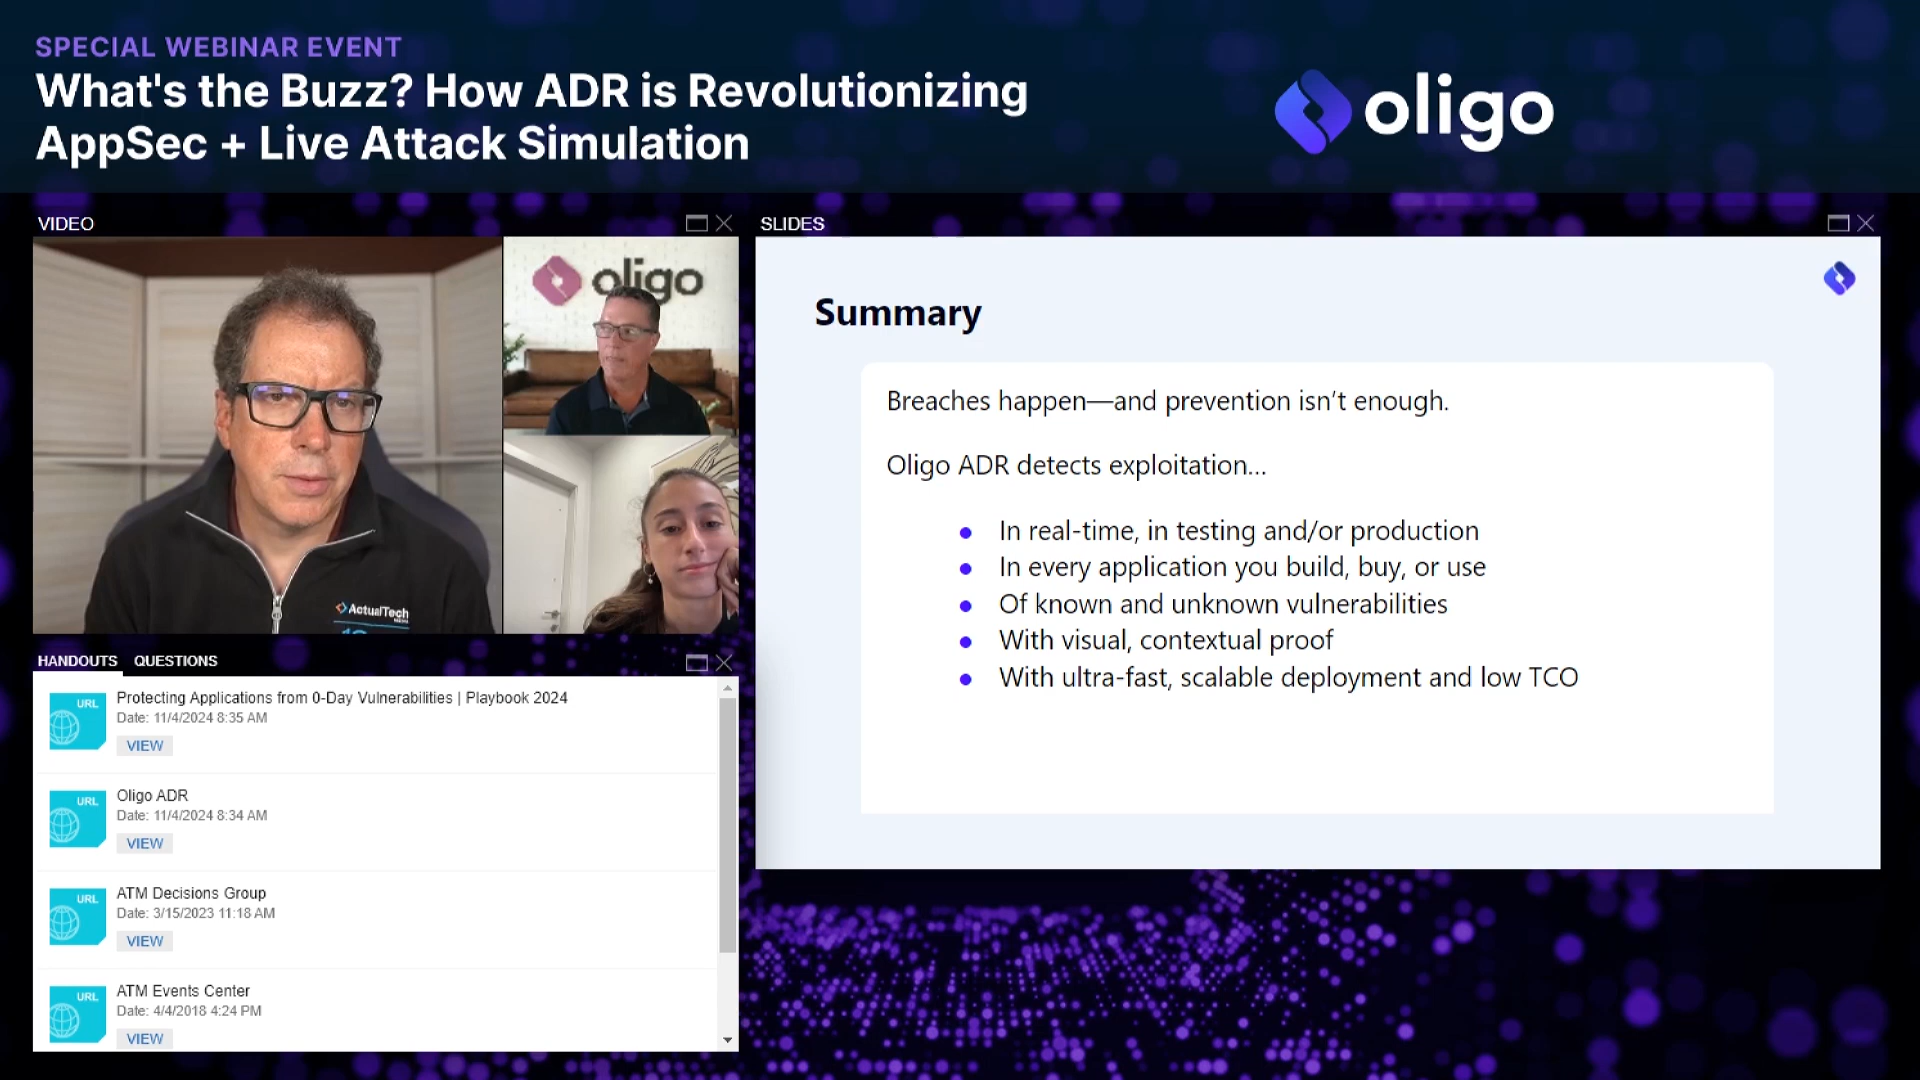 SPECIAL WEBINAR EVENT
What's the Buzz? How ADR is Revolutionizing
AppSec + Live Attack Simulation
oligo
VIDEO
oligo
ActualTech
MEDIA
SLIDES
Summary
Breaches happen—and prevention isn’t enough.
Oligo ADR detects exploitation...
● In real-time, in testing and/or production
● In every application you build, buy, or use
● Of known and unknown vulnerabilities
● With visual, contextual proof
● With ultra-fast, scalable deployment and low TCO
HANDOUTS QUESTIONS
URL
Protecting Applications from 0-Day Vulnerabilities | Playbook 2024
Date: 11/4/2024 8:35 AM
VIEW
URL
Oligo ADR
Date: 11/4/2024 8:34 AM
VIEW
URL
ATM Decisions Group
Date: 3/15/2023 11:18 AM
VIEW
URL
ATM Events Center
Date: 4/4/2018 4:24 PM
VIEW